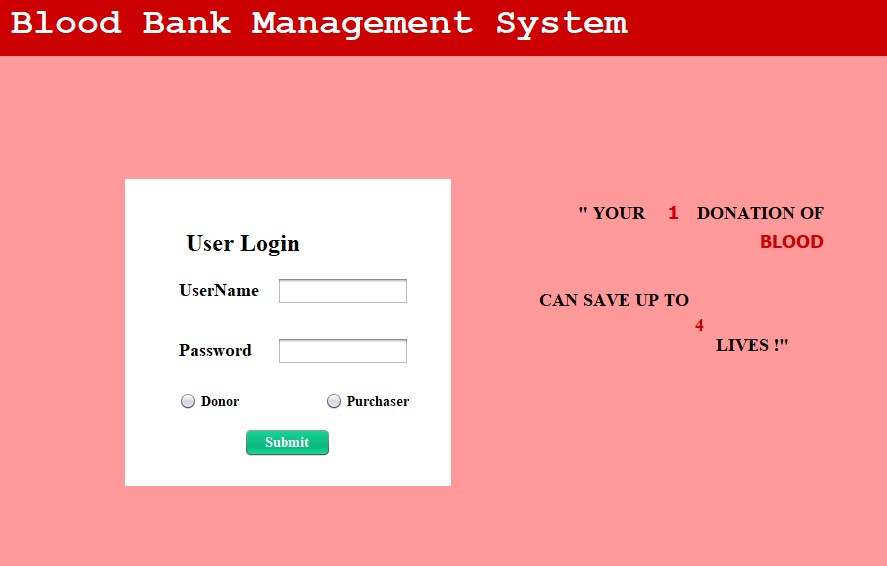 Blood Bank Management System
User Login
UserName
Password
Donor
Purchaser
Submit
" YOUR 1 DONATION OF
BLOOD
CAN SAVE UP TO
4
LIVES !"